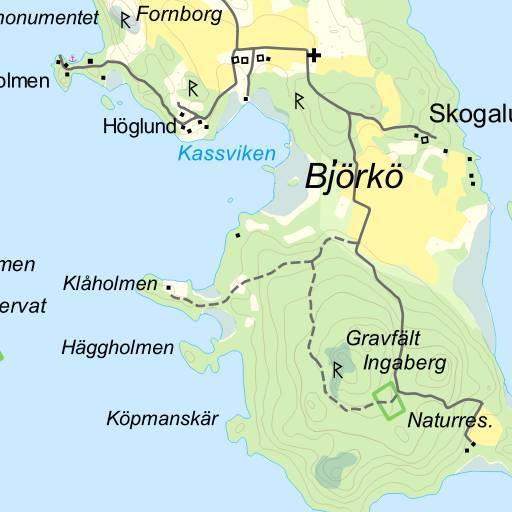 monumentet
Fornborg
olmen
Höglund
Skogalu
Kassviken
Björkö
men
Klåholmen
ervat
Gravfält
Häggholmen
Ingaberg
Köpmanskär
Naturres.